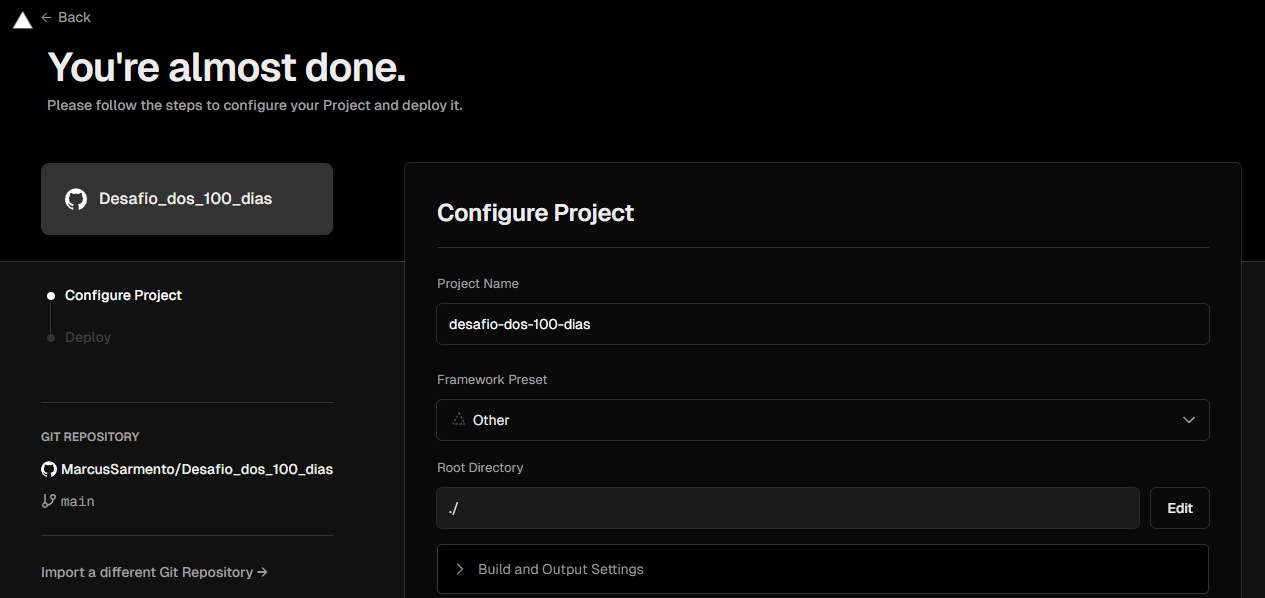 ← Back
You're almost done.
Please follow the steps to configure your Project and deploy it.
Desafio_dos_100_dias
Configure Project
Deploy
GIT REPOSITORY
MarcusSarmento/Desafio_dos_100_dias
main
Import a different Git Repository →
Configure Project
Project Name
desafio-dos-100-dias
Framework Preset
Other
Root Directory
./
Edit
Build and Output Settings